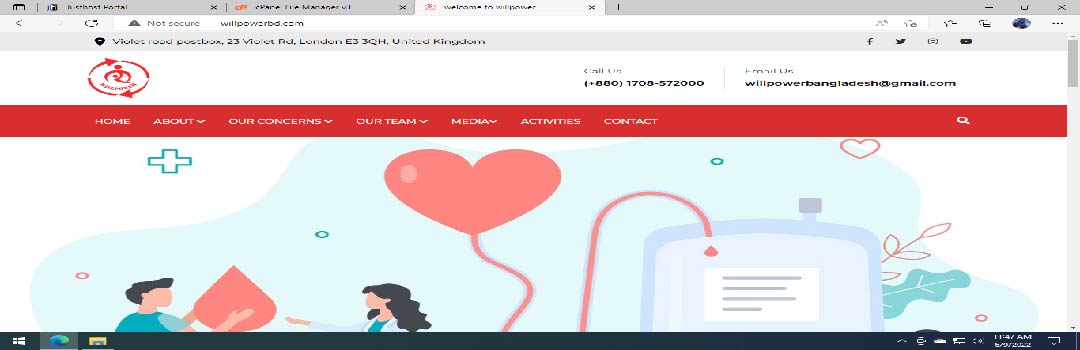 Justhost Portal
cPanel File Manager v3
welcome to willpower
Not secure
willpowerbd.com
Violet road postbox, 23 Violet Rd, London E3 3QH, United Kingdom
WILLPOWER
Call Us
(+880) 1708-572000
Email Us
willpowerbangladesh@gmail.com
HOME ABOUT OUR CONCERNS OUR TEAM MEDIA ACTIVITIES CONTACT
11:47 AM
6/9/2022